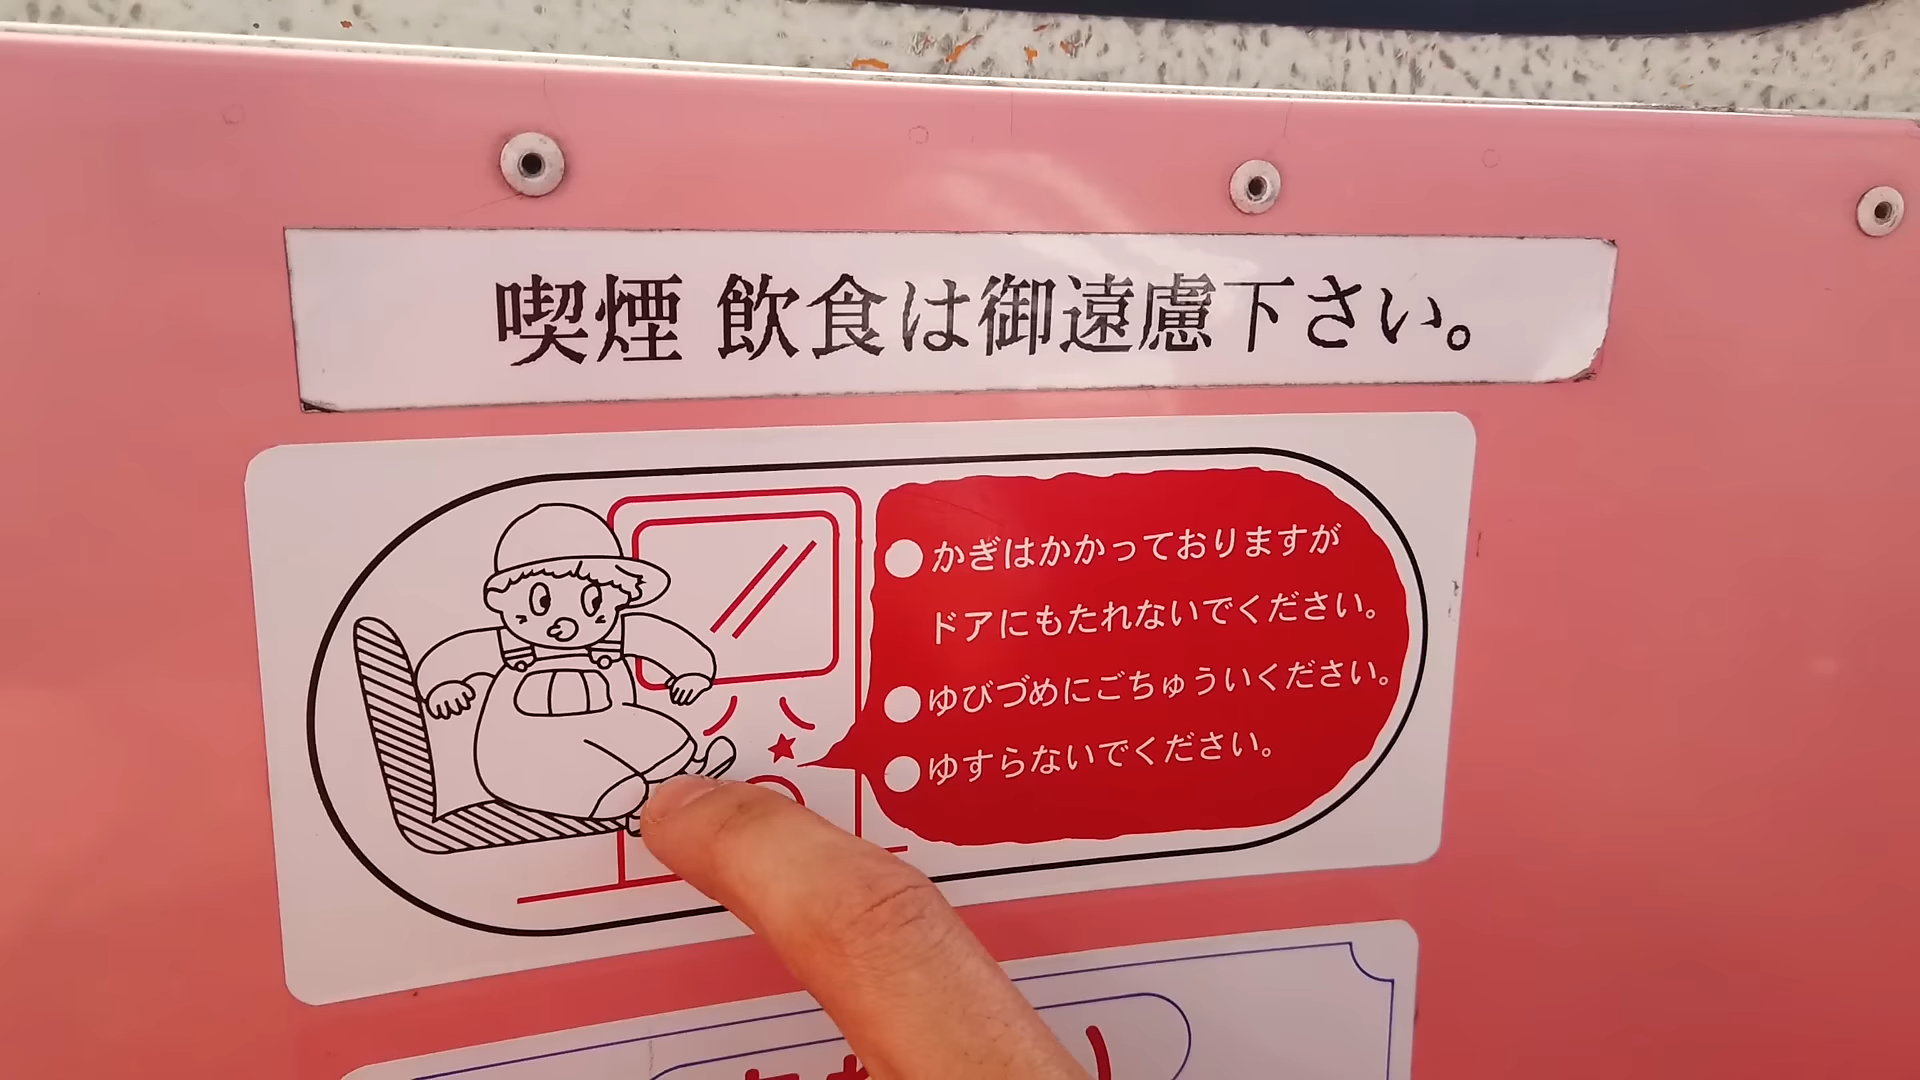 喫煙 飲食は御遠慮下さい。
●かぎはかかっておりますが
ドアにもたれないでください。
●ゆびづめにごちゅういください。
●ゆすらないでください。